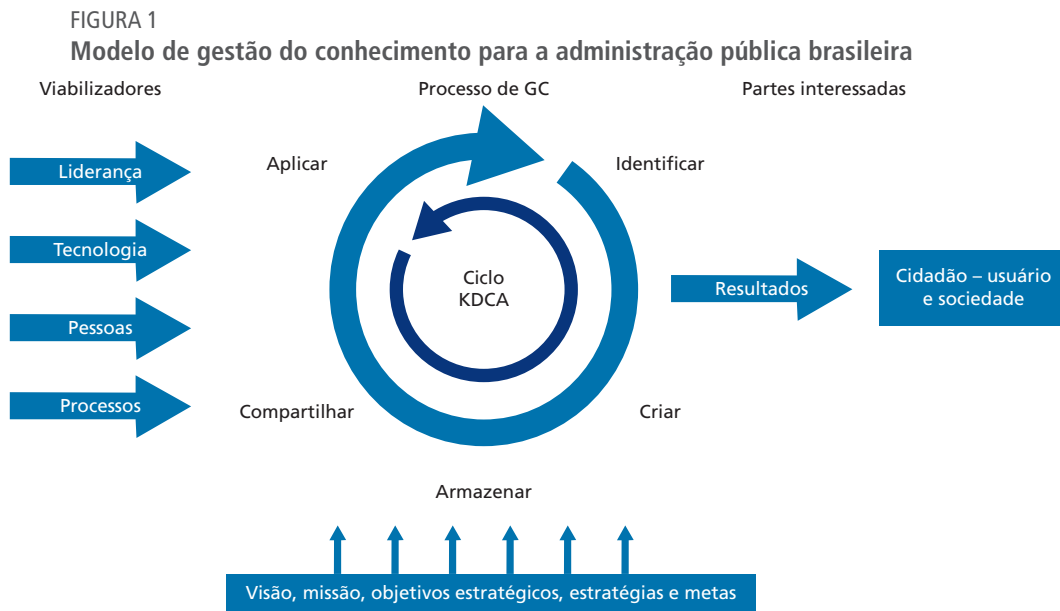 FIGURA 1
Modelo de gestão do conhecimento para a administração pública brasileira
Viabilizadores
Processo de GC
Partes interessadas
Liderança
Tecnologia
Pessoas
Processos
Aplicar
Identificar
Ciclo
KDCA
Compartilhar
Criar
Armazenar
Resultados
Cidadão – usuário
e sociedade
Visão, missão, objetivos estratégicos, estratégias e metas